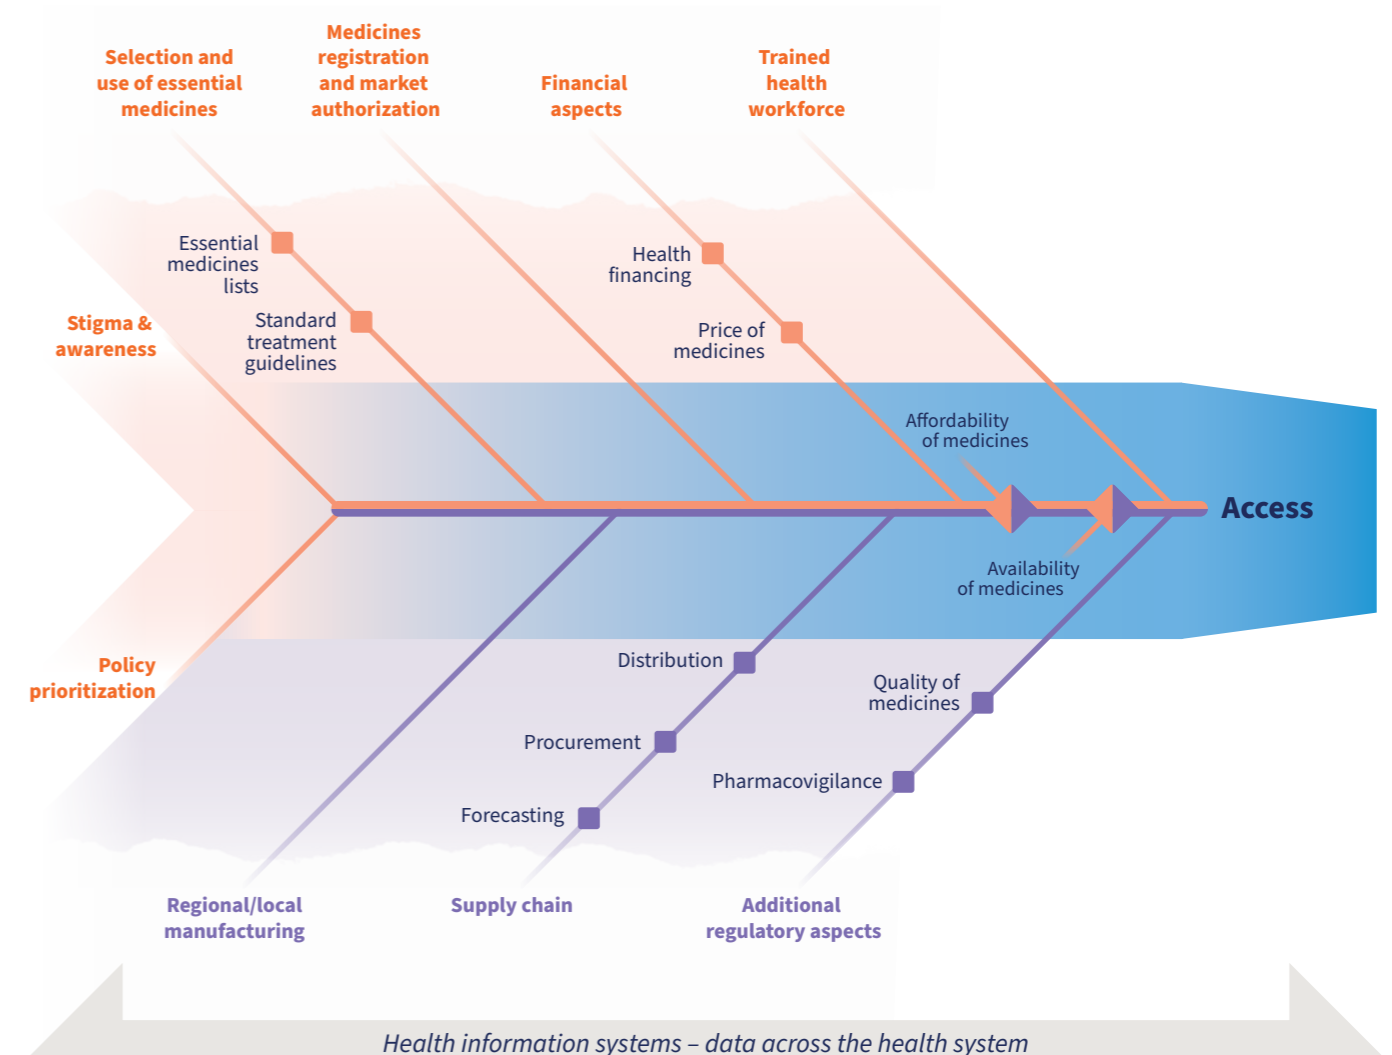 Selection and
use of essential
medicines
Medicines
registration
and market
authorization
Financial
aspects
Trained
health
workforce
Essential
medicines
lists
Standard
treatment
guidelines
Health
financing
Price of
medicines
Stigma &
awareness
Affordability
of medicines
Access
Availability
of medicines
Policy
prioritization
Distribution
Procurement
Forecasting
Quality of
medicines
Pharmacovigilance
Regional/local
manufacturing
Supply chain
Additional
regulatory aspects
Health information systems – data across the health system